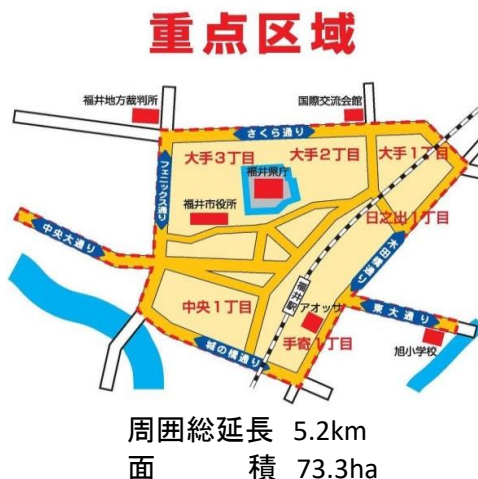 重点区域
福井地方裁判所
国際交流会館
さくら通り
大手3丁目
大手2丁目
大手1丁目
福井県庁
フェニックス通り
福井市役所
日之出1丁目
中央大通り
木田橋通り
福井駅
中央1丁目
アオッサ
東大通り
手寄1丁目
城の橋通り
旭小学校
周囲総延長 5.2km
面 積 73.3ha